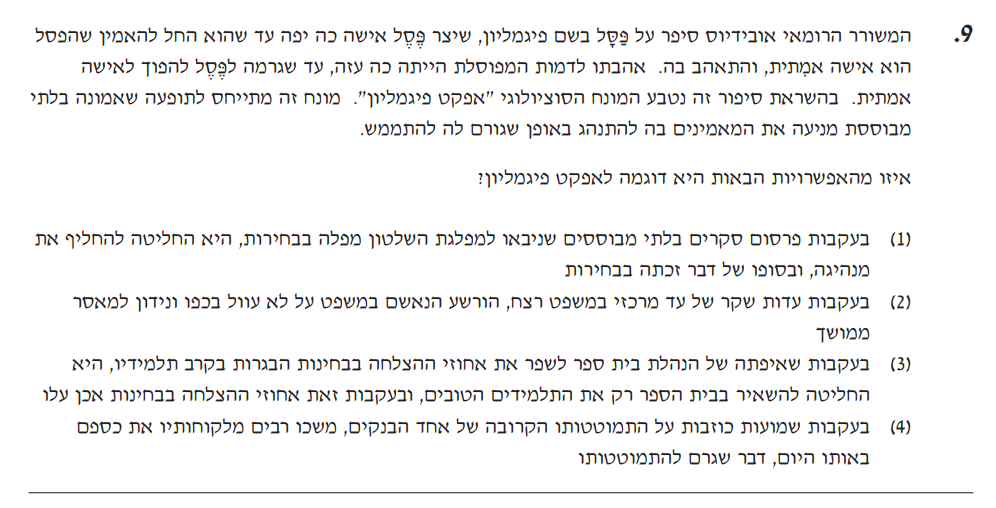 9. המשורר הרומאי אובידיוס סיפר על פַּסָּל בשם פיגמליון, שיצר פֶּסֶל אישה כה יפה עד שהוא החל להאמין שהפסל
הוא אישה אמִתית, והתאהב בה. אהבתו לדמות המפוסלת הייתה כה עזה, עד שגרמה לפֶּסֶל להפוך לאישה
אמתית. בהשראת סיפור זה נטבע המונח הסוציולוגי "אפקט פיגמליון". מונח זה מתייחס לתופעה שאמונה בלתי
מבוססת מניעה את המאמינים בה להתנהג באופן שגורם לה להתממש.
איזו מהאפשרויות הבאות היא דוגמה לאפקט פיגמליון?
(1) בעקבות פרסום סקרים בלתי מבוססים שניבאו למפלגת השלטון מפלה בבחירות, היא החליטה להחליף את
מנהיגה, ובסופו של דבר זכתה בבחירות
(2) בעקבות עדות שקר של עד מרכזי במשפט רצח, הורשע הנאשם במשפט על לא עוול בכפו ונידון למאסר
ממושך
(3) בעקבות שאיפתה של הנהלת בית ספר לשפר את אחוזי ההצלחה בבחינות הבגרות בקרב תלמידיו, היא
החליטה להשאיר בבית הספר רק את התלמידים הטובים, ובעקבות זאת אחוזי ההצלחה בבחינות אכן עלו
(4) בעקבות שמועות כוזבות על התמוטטותו הקרובה של אחד הבנקים, משכו רבים מלקוחותיו את כספם
באותו היום, דבר שגרם להתמוטטותו